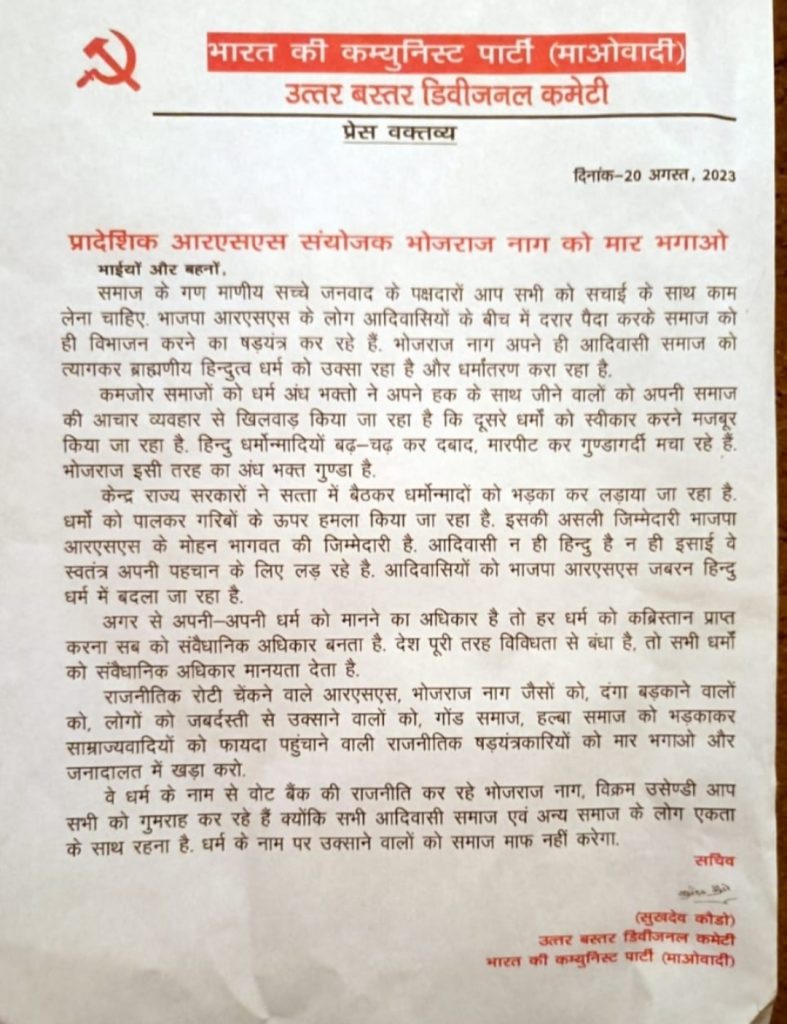 भारत की कम्युनिस्ट पार्टी (माओवादी)
उत्तर बस्तर डिवीजनल कमेटी
प्रेस वक्तव्य
दिनांक-20 अगस्त, 2023
प्रादेशिक आरएसएस संयोजक भोजराज नाग को मार भगाओ
भाईयों और बहनों,
समाज के गण माणीय सच्चे जनवाद के पक्षदारों आप सभी को सचाई के साथ काम
लेना चाहिए. भाजपा आरएसएस के लोग आदिवासियों के बीच में दरार पैदा करके समाज को
ही विभाजन करने का षड़यंत्र कर रहे हैं. भोजराज नाग अपने ही आदिवासी समाज को
त्यागकर ब्राह्मणीय हिन्दुत्व धर्म को उक्सा रहा है और धर्मांतरण करा रहा है.
कमजोर समाजों को धर्म अंध भक्तो ने अपने हक के साथ जीने वालों को अपनी समाज
की आचार व्यवहार से खिलवाड़ किया जा रहा है कि दूसरे धर्मो को स्वीकार करने मजबूर
किया जा रहा है. हिन्दु धर्मोन्मादियों बढ़-चढ़ कर दबाद, मारपीट कर गुण्डागर्दी मचा रहे हैं.
भोजराज इसी तरह का अंध भक्त गुण्डा है.
केन्द्र राज्य सरकारों ने सत्ता में बैठकर धर्मोन्मादों को भड़का कर लड़ाया जा रहा है.
धर्मो को पालकर गरिबों के ऊपर हमला किया जा रहा है. इसकी असली जिम्मेदारी भाजपा
आरएसएस के मोहन भागवत की जिम्मेदारी है. आदिवासी न ही हिन्दु है न ही इसाई वे
स्वतंत्र अपनी पहचान के लिए लड़ रहे है. आदिवासियों को भाजपा आरएसएस जबरन हिन्दु
धर्म में बदला जा रहा है.
अगर से अपनी-अपनी धर्म को मानने का अधिकार है तो हर धर्म को कब्रिस्तान प्राप्त
करना सब को संवैधानिक अधिकार बनता है. देश पूरी तरह विविधता से बंधा है, तो सभी धर्मों
को संवैधानिक अधिकार मानयता देता है.
राजनीतिक रोटी चेंकने वाले आरएसएस, भोजराज नाग जैसों को, दंगा बड़काने वालों
को, लोगों को जबर्दस्ती से उक्साने वालों को, गोंड समाज, हल्बा समाज को भड़काकर
साम्राज्यवादियों को फायदा पहुंचाने वाली राजनीतिक षड़यंत्रकारियों को मार भगाओ और
जनादालत में खड़ा करो.
वे धर्म के नाम से वोट बैंक की राजनीति कर रहे भोजराज नाग, विक्रम उसेण्डी आप
सभी को गुमराह कर रहे हैं क्योंकि सभी आदिवासी समाज एवं अन्य समाज के लोग एकता
के साथ रहना है. धर्म के नाम पर उक्साने वालों को समाज माफ नहीं करेगा.
सचिव
(सुखदेव कौडो)
उत्तर बस्तर डिवीजनल कमेटी
भारत की कम्युनिस्ट पार्टी (माओवादी)